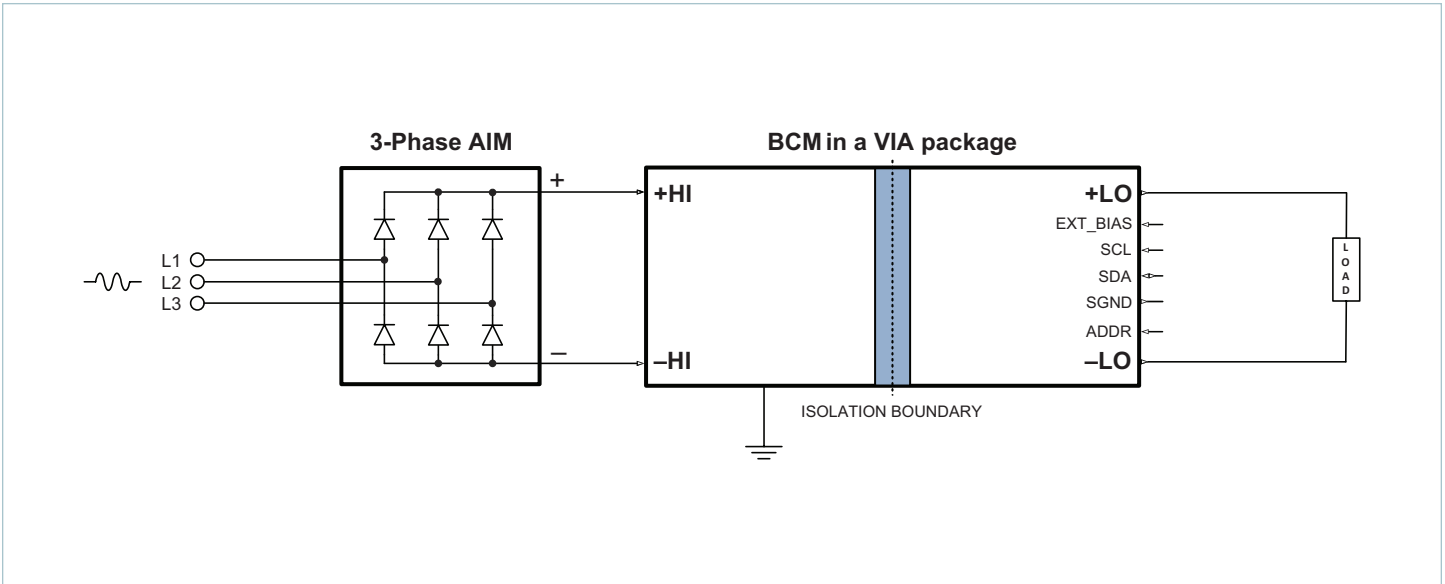 3-Phase AIM
BCM in a VIA package
+
–
L1
L2
L3
+HI
–HI
+LO
EXT_BIAS
SCL
SDA
SGND
ADDR
–LO
LOAD
ISOLATION BOUNDARY